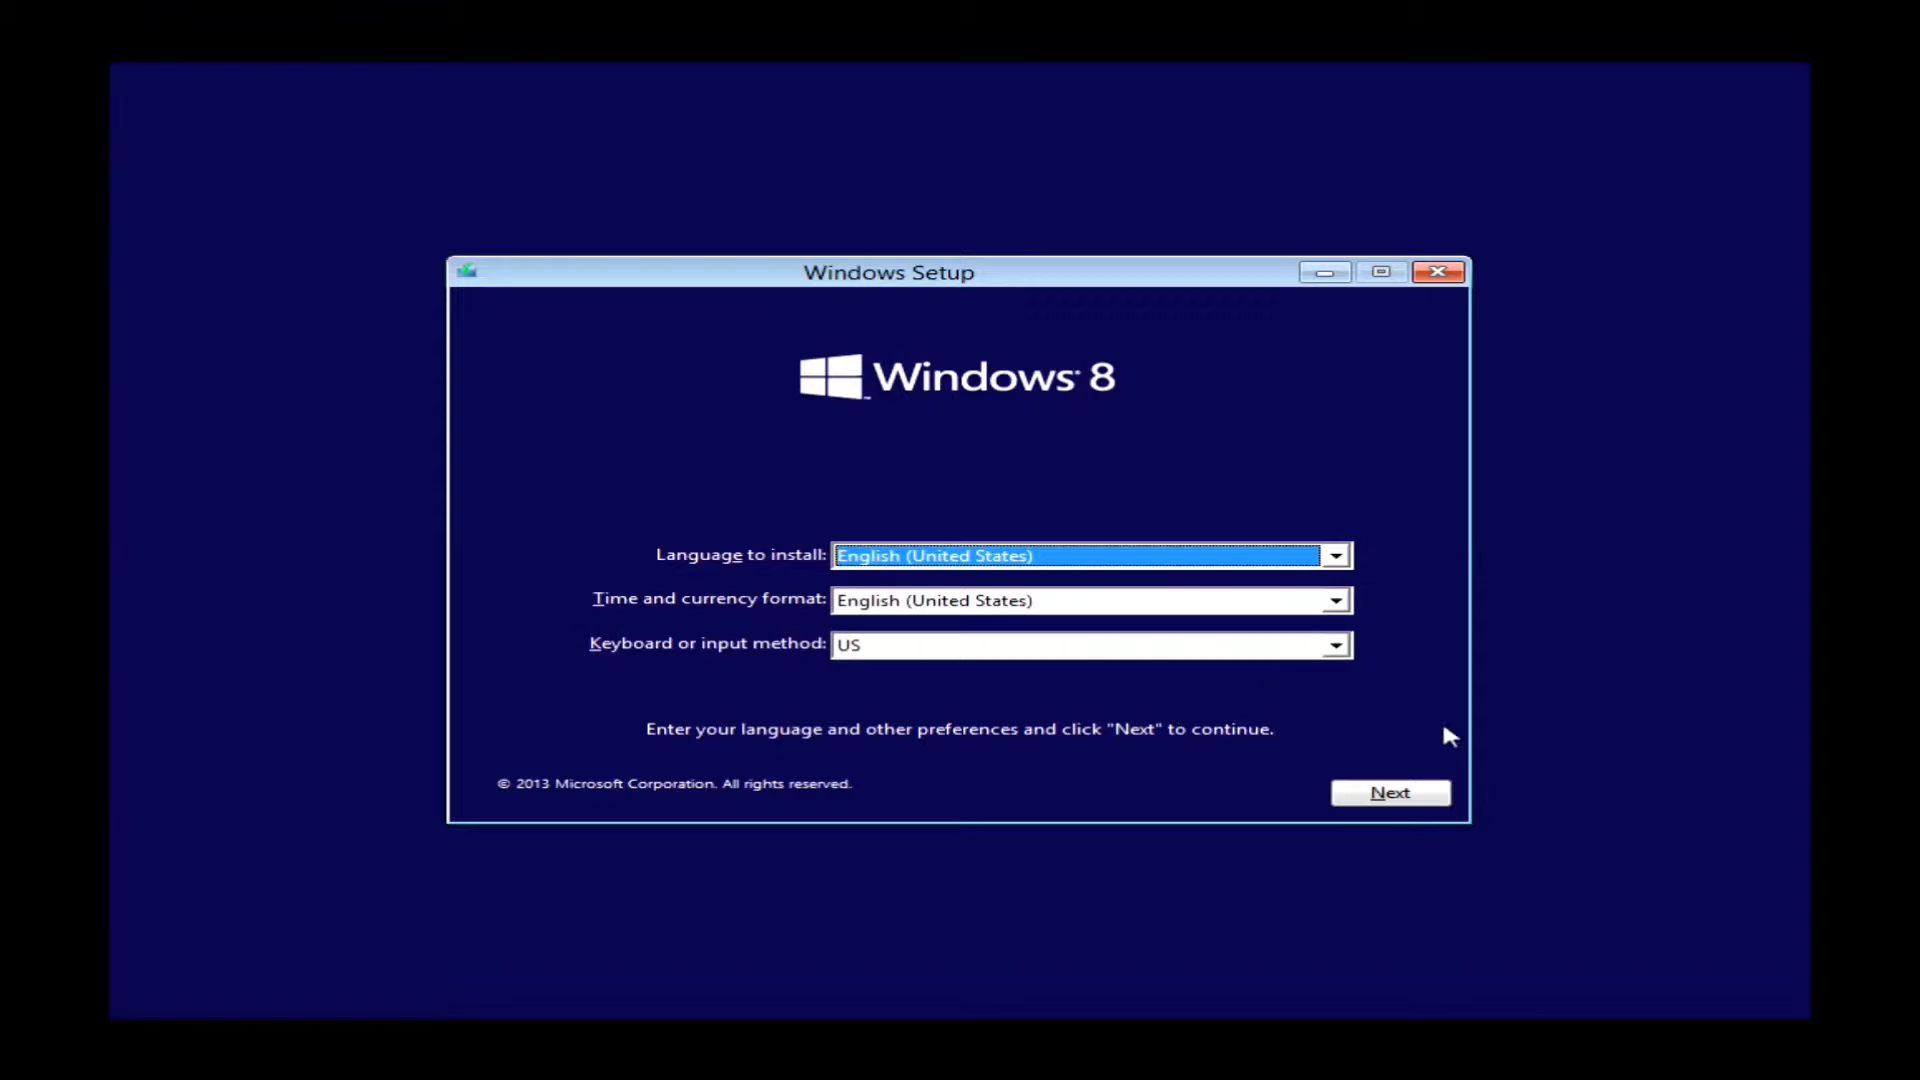 Windows Setup
Windows 8
Language to install: English (United States)
Time and currency format: English (United States)
Keyboard or input method: US
Enter your language and other preferences and click "Next" to continue.
© 2013 Microsoft Corporation. All rights reserved.
Next